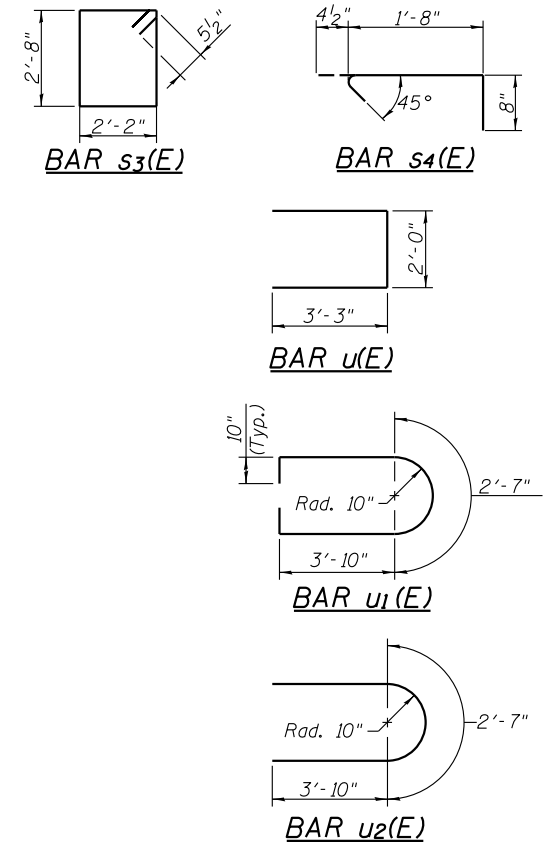 5½"
2'-8"
2'-2"
BAR s3(E)
4½"
1'-8"
45°
8"
BAR s4(E)
2'-0"
3'-3"
BAR u(E)
10"
(Typ.)
Rad. 10"
2'-7"
3'-10"
BAR u1(E)
Rad. 10"
2'-7"
3'-10"
BAR u2(E)